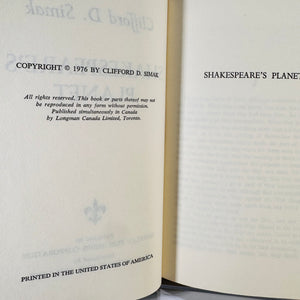 COPYRIGHT © 1976 BY CLIFFORD D. SIMAK
All rights reserved. This book or parts thereof may not
be reproduced in any form without permission.
Published simultaneously in Canada
by Longman Canada Limited, Toronto.
PRINTED IN THE UNITED STATES OF AMERICA
SHAKESPEARE'S PLANET